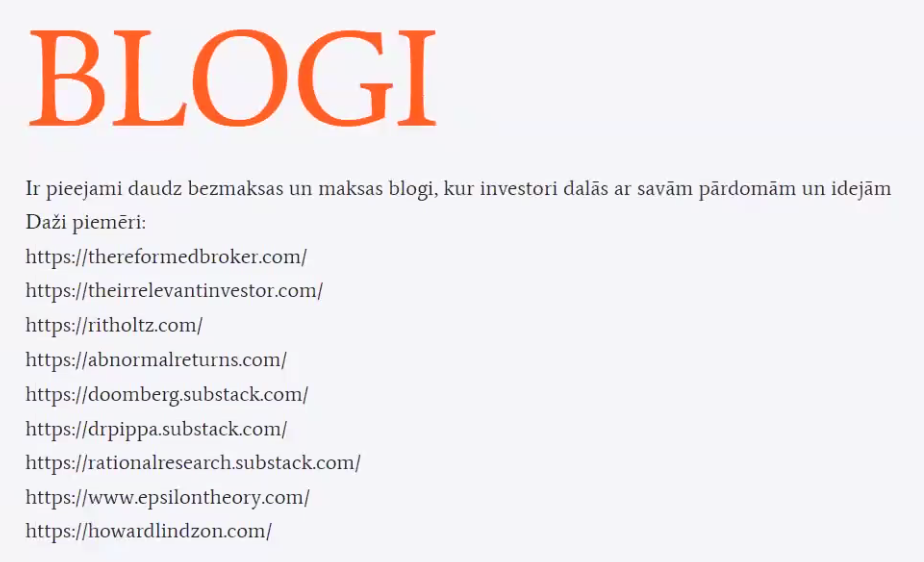 BLOGI
Ir pieejami daudz bezmaksas un maksas blogi, kur investori dalās ar savām pārdomām un idejām
Daži piemēri:
https://thereformedbroker.com/
https://theirrelevantinvestor.com/
https://ritholtz.com/
https://abnormalreturns.com/
https://doomberg.substack.com/
https://drpippa.substack.com/
https://rationalresearch.substack.com/
https://www.epsilontheory.com/
https://howardlindzon.com/